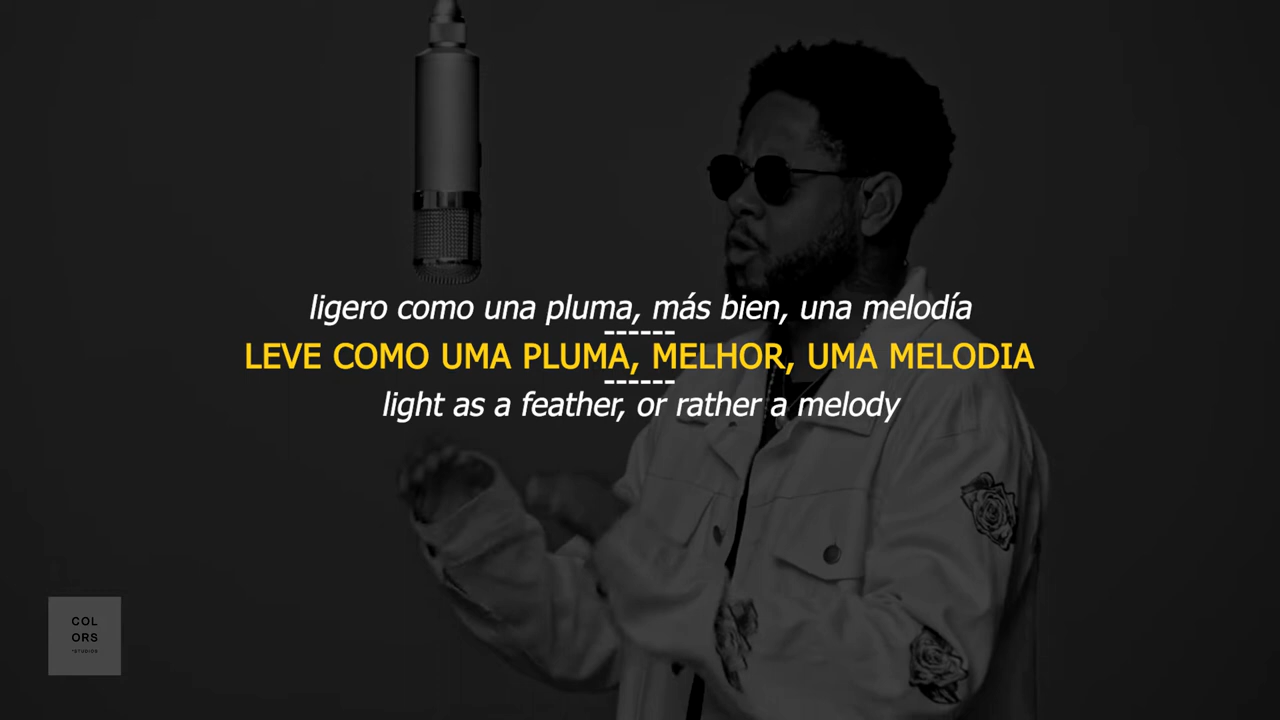 ligero como una pluma, más bien, una melodía
------
LEVE COMO UMA PLUMA, MELHOR, UMA MELODIA
------
light as a feather, or rather a melody
COL
ORS
*STUDIOS